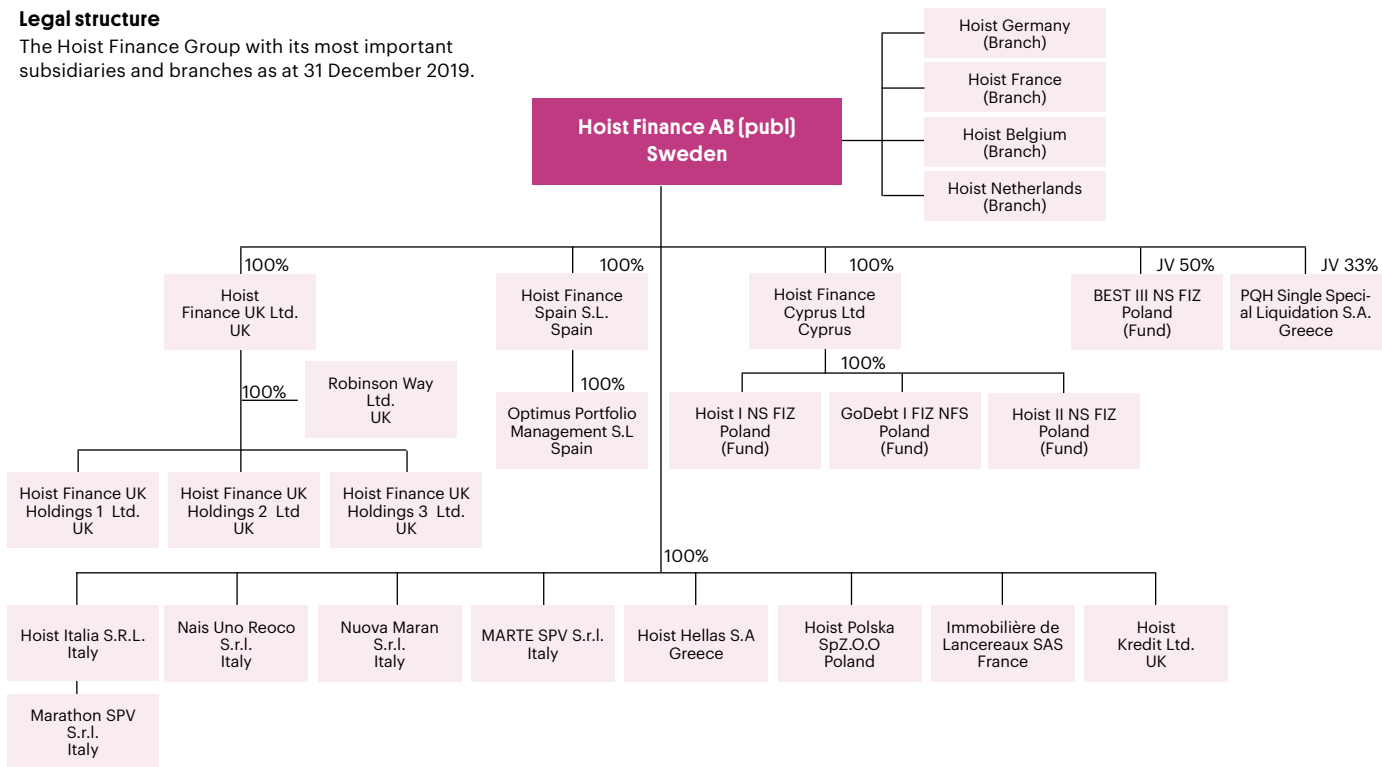 Legal structure
The Hoist Finance Group with its most important
subsidiaries and branches as at 31 December 2019.
Hoist Germany
(Branch)
Hoist France
(Branch)
Hoist Finance AB (publ)
Sweden
Hoist Belgium
(Branch)
Hoist Netherlands
(Branch)
100%
100%
100%
JV 50%
JV 33%
Hoist
Finance UK Ltd.
UK
Hoist Finance
Spain S.L.
Spain
Hoist Finance
Cyprus Ltd
Cyprus
BEST III NS FIZ
Poland
(Fund)
PQH Single Speci-
al Liquidation S.A.
Greece
100%
Robinson Way
Ltd.
UK
100%
100%
Optimus Portfolio
Management S.L
Spain
Hoist I NS FIZ
Poland
(Fund)
GoDebt I FIZ NFS
Poland
(Fund)
Hoist II NS FIZ
Poland
(Fund)
Hoist Finance UK
Holdings 1 Ltd.
UK
Hoist Finance UK
Holdings 2 Ltd
UK
Hoist Finance UK
Holdings 3 Ltd.
UK
100%
Hoist Italia S.R.L.
Italy
Nais Uno Reoco
S.r.l.
Italy
Nuova Maran
S.r.l.
Italy
MARTE SPV S.r.l.
Italy
Hoist Hellas S.A
Greece
Hoist Polska
SpZ.O.O
Poland
Immobilière de
Lancereaux SAS
France
Hoist
Kredit Ltd.
UK
Marathon SPV
S.r.l.
Italy